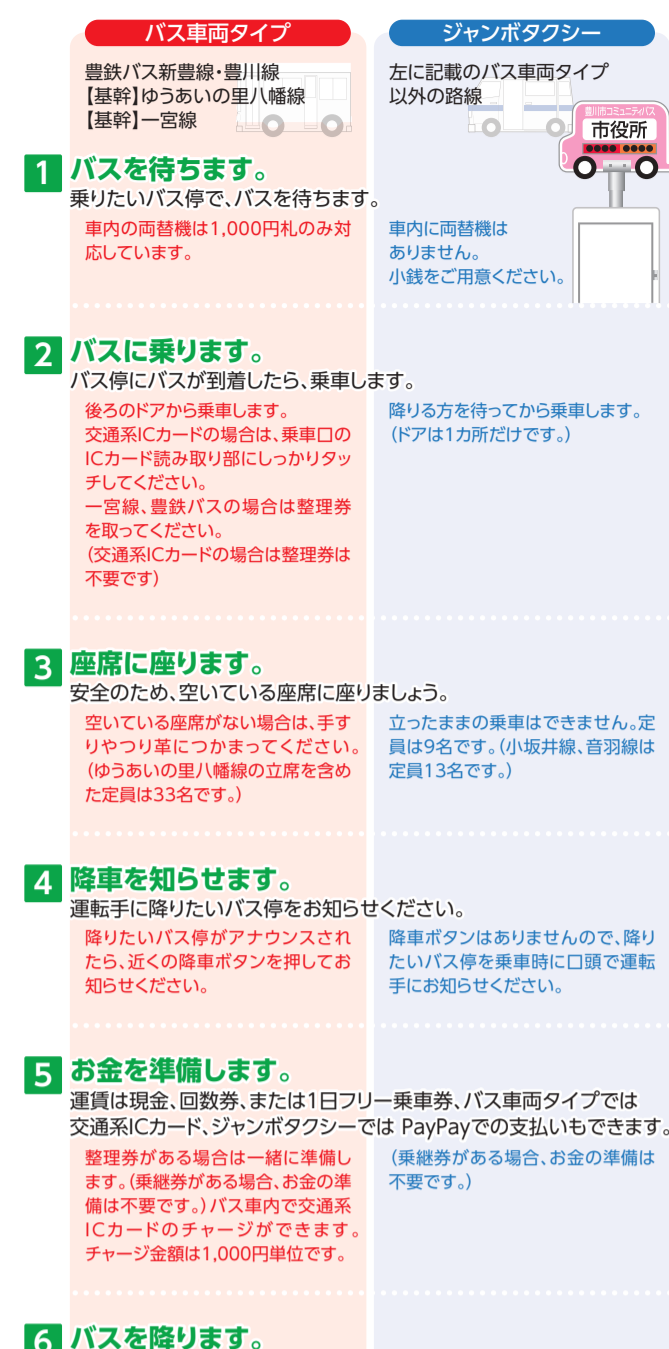 バス車両タイプ
豊鉄バス新豊線・豊川線
【基幹】ゆうあいの里八幡線
【基幹】一宮線
ジャンボタクシー
左に記載のバス車両タイプ
以外の路線
豊川市コミュニティバス
市役所
1 バスを待ちます。
乗りたいバス停で、バスを待ちます。
車内の両替機は1,000円札のみ対
応しています。
車内に両替機は
ありません。
小銭をご用意ください。
2 バスに乗ります。
バス停にバスが到着したら、乗車します。
後ろのドアから乗車します。
交通系ICカードの場合は、乗車口の
ICカード読み取り部にしっかりタッ
チしてください。
一宮線、豊鉄バスの場合は整理券
を取ってください。
(交通系ICカードの場合は整理券は
不要です)
降りる方を待ってから乗車します。
(ドアは1カ所だけです。)
3 座席に座ります。
安全のため、空いている座席に座りましょう。
空いている座席がない場合は、手す
りやつり革につかまってください。
(ゆうあいの里八幡線の立席を含め
た定員は33名です。)
立ったままの乗車はできません。定
員は9名です。(小坂井線、音羽線は
定員13名です。)
4 降車を知らせます。
運転手に降りたいバス停をお知らせください。
降りたいバス停がアナウンスされ
たら、近くの降車ボタンを押してお
知らせください。
降車ボタンはありませんので、降り
たいバス停を乗車時に口頭で運転
手にお知らせください。
5 お金を準備します。
運賃は現金、回数券、または1日フリー乗車券、バス車両タイプでは
交通系ICカード、ジャンボタクシーでは PayPayでの支払いもできます。
整理券がある場合は一緒に準備し
ます。(乗継券がある場合、お金の準
備は不要です。)バス車内で交通系
ICカードのチャージができます。
チャージ金額は1,000円単位です。
(乗継券がある場合、お金の準備は
不要です。)
6 バスを降ります。